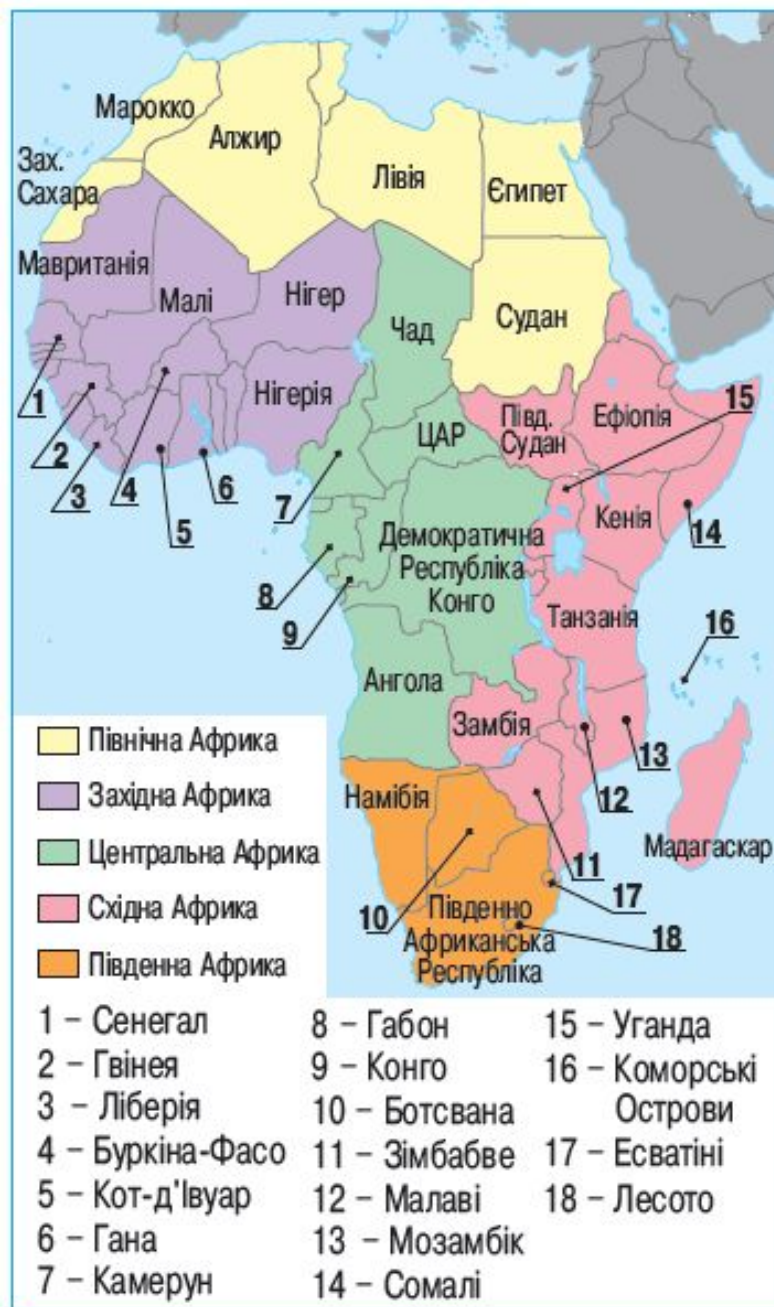 Марокко
Алжир
Зах.
Сахара
Лівія
Єгипет
Мавританія
Малі
Нігер
Чад
Судан
1
2
3
4
5
6
Нігерія
7
ЦАР
Півд.
Судан
Ефіопія
15
Кенія
14
8
9
Демократична
Республіка
Конго
Танзанія
16
Ангола
Замбія
13
12
Мадагаскар
Намібія
11
10
17
Південно
Африканська
Республіка
18
Північна Африка
Західна Африка
Центральна Африка
Східна Африка
Південна Африка
1 – Сенегал
2 – Гвінея
3 – Ліберія
4 – Буркіна-Фасо
5 – Кот-д'Івуар
6 – Гана
7 – Камерун
8 – Габон
9 – Конго
10 – Ботсвана
11 – Зімбабве
12 – Малаві
13 – Мозамбік
14 – Сомалі
15 – Уганда
16 – Коморські
Острови
17 – Есватіні
18 – Лесото